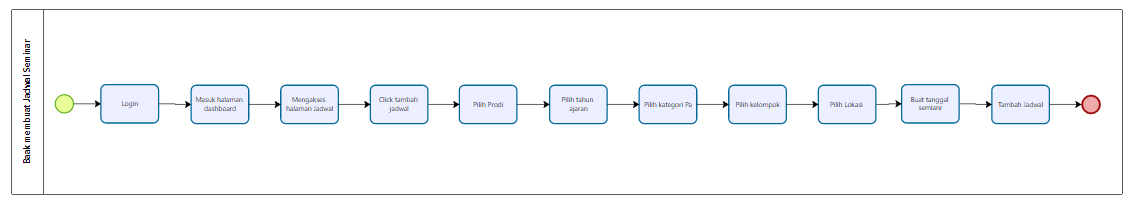 Baak membuat Jadwal Seminar
Login
Masuk halaman
dashboard
Mengakses
halaman Jadwal
Click tambah
jadwal
Pilih Prodi
Pilih tahun
ajaran
Pilih kategori Pa
Pilih kelompok
Pilih Lokasi
Buat tanggal
semianr
Tambah Jadwal